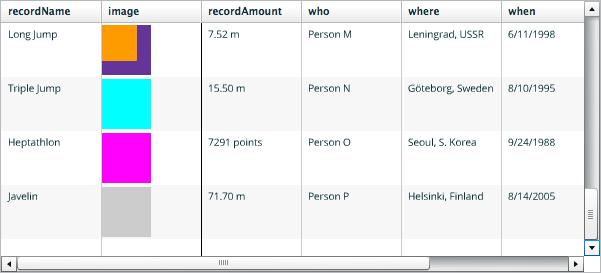 recordName image recordAmount who where when
Long Jump 7.52 m Person M Leningrad, USSR 6/11/1998
Triple Jump 15.50 m Person N Göteborg, Sweden 8/10/1995
Heptathlon 7291 points Person O Seoul, S. Korea 9/24/1988
Javelin 71.70 m Person P Helsinki, Finland 8/14/2005